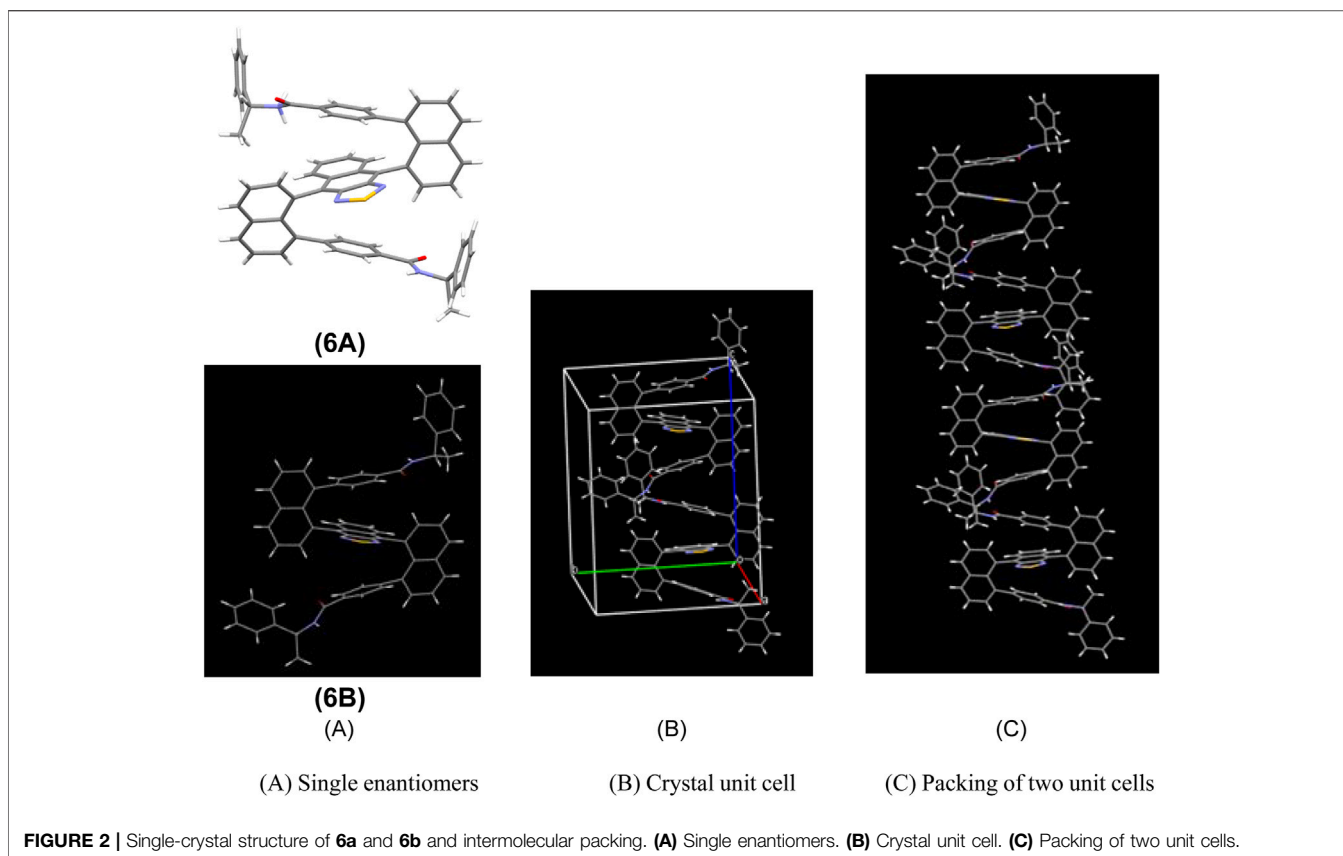 (6A)
(6B)
(A)
(B)
(C)
(A) Single enantiomers
(B) Crystal unit cell
(C) Packing of two unit cells
FIGURE 2 | Single-crystal structure of 6a and 6b and intermolecular packing. (A) Single enantiomers. (B) Crystal unit cell. (C) Packing of two unit cells.